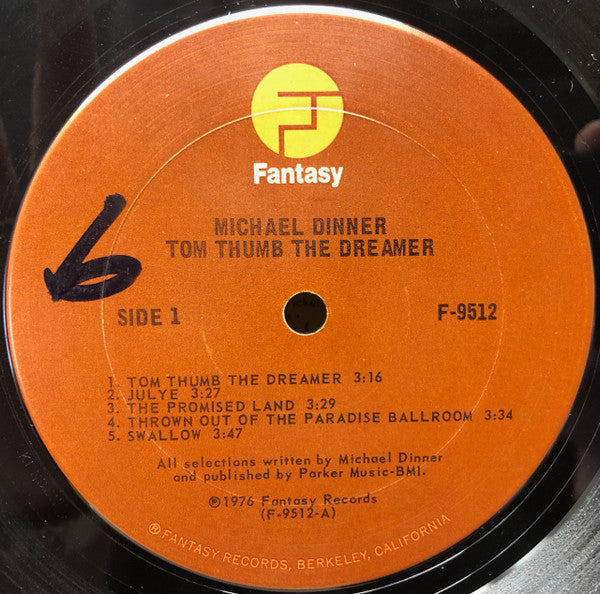 Fantasy
MICHAEL DINNER
TOM THUMB THE DREAMER
6
SIDE 1
F-9512
1. TOM THUMB THE DREAMER 3:16
2. JULYE 3:27
3. THE PROMISED LAND 3:29
4. THROWN OUT OF THE PARADISE BALLROOM 3:34
5. SWALLOW 3:47
All selections written by Michael Dinner
and published by Parker Music-BMI.
℗1976 Fantasy Records
(F-9512-A)
®FANTASY RECORDS, BERKELEY, CALIFORNIA